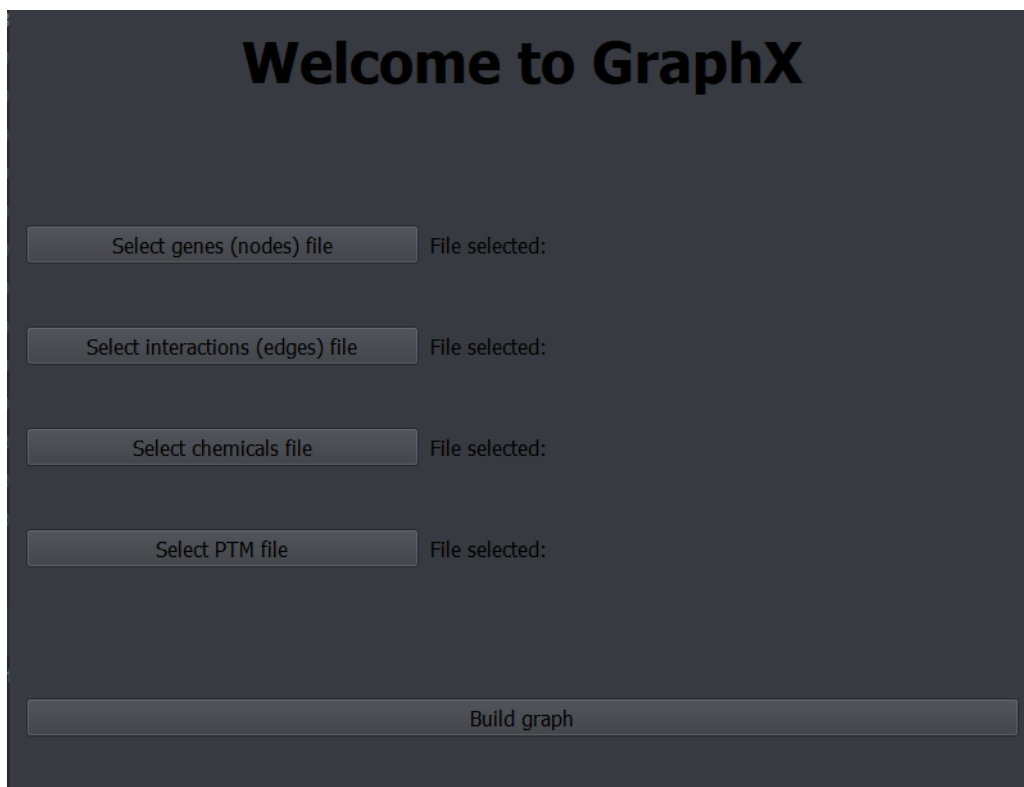 Welcome to GraphX
Select genes (nodes) file File selected:
Select interactions (edges) file File selected:
Select chemicals file File selected:
Select PTM file File selected:
Build graph